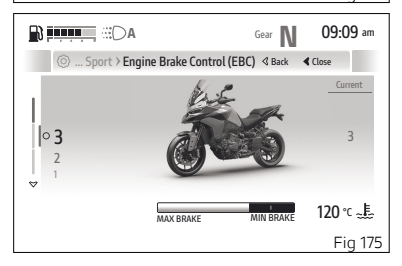 A Gear N 09:09 am
... Sport > Engine Brake Control (EBC) Back Close
Current
3 3
2
1
MAX BRAKE MIN BRAKE 120 °C
Fig 175